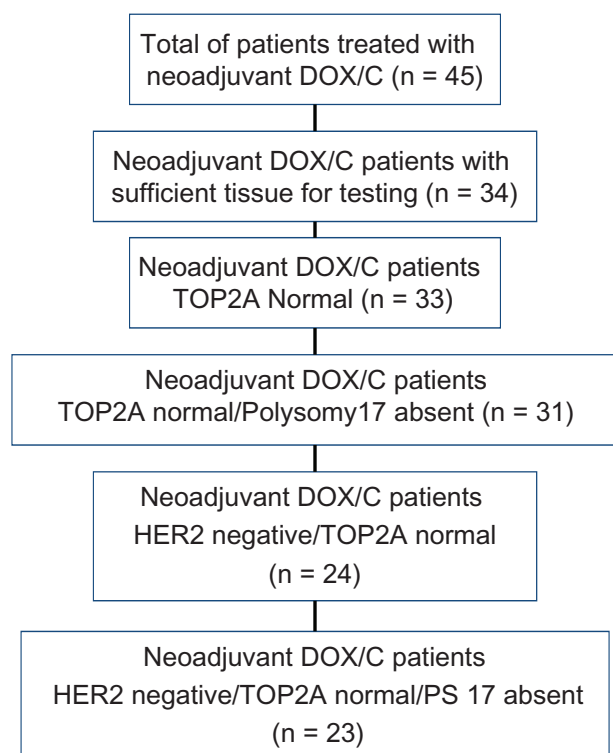 Total of patients treated with
neoadjuvant DOX/C (n = 45)
Neoadjuvant DOX/C patients with
sufficient tissue for testing (n = 34)
Neoadjuvant DOX/C patients
TOP2A Normal (n = 33)
Neoadjuvant DOX/C patients
TOP2A normal/Polysomy17 absent (n = 31)
Neoadjuvant DOX/C patients
HER2 negative/TOP2A normal
(n = 24)
Neoadjuvant DOX/C patients
HER2 negative/TOP2A normal/PS 17 absent
(n = 23)